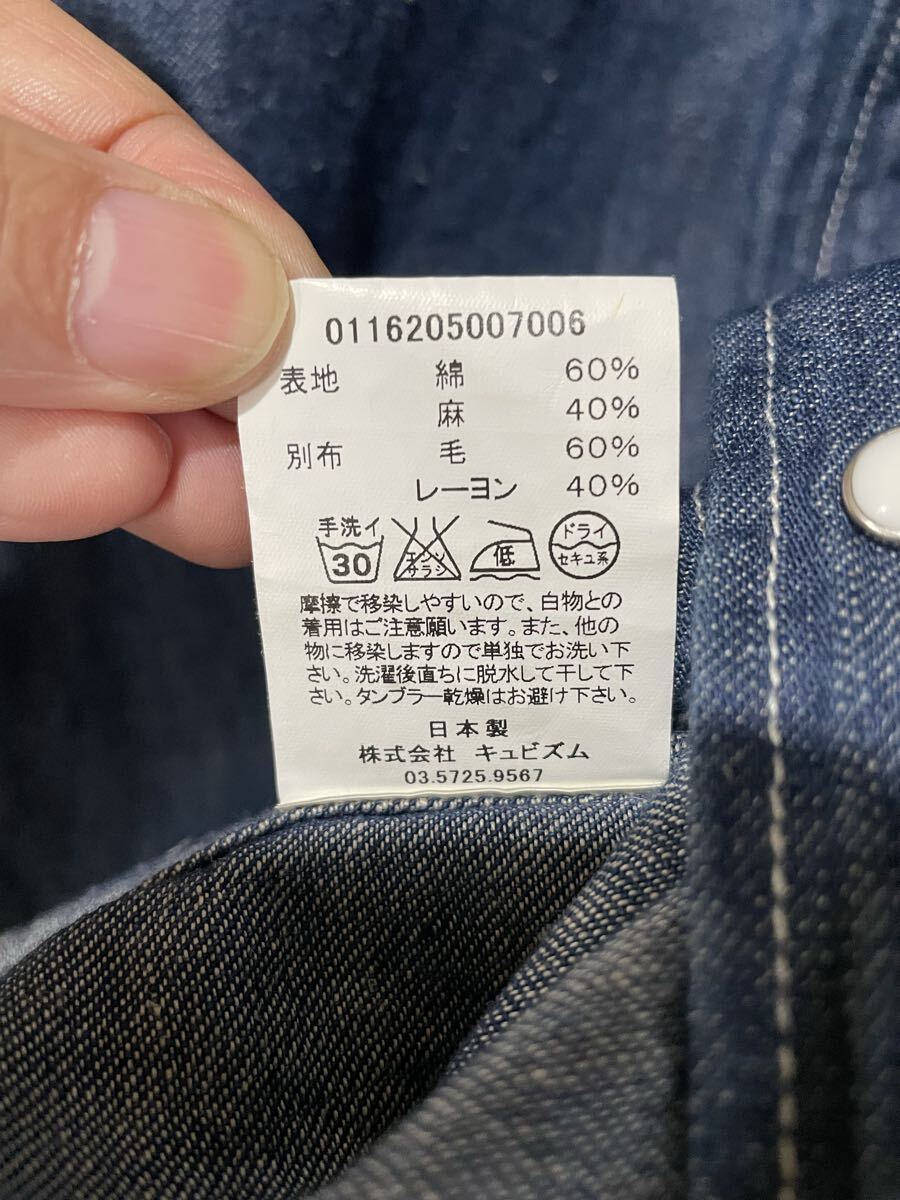 0116205007006
表地 綿 60%
麻 40%
別布 毛 60%
レーヨン 40%
手洗イ 30 エンソサラシ 低 ドライ セキユ系
摩擦で移染しやすいので、白物との
着用はご注意願います。また、他の
物に移染しますので単独でお洗い下
さい。洗濯後直ちに脱水して干して下
さい。タンブラー乾燥はお避け下さい。
日本製
株式会社 キュビズム
03.5725.9567